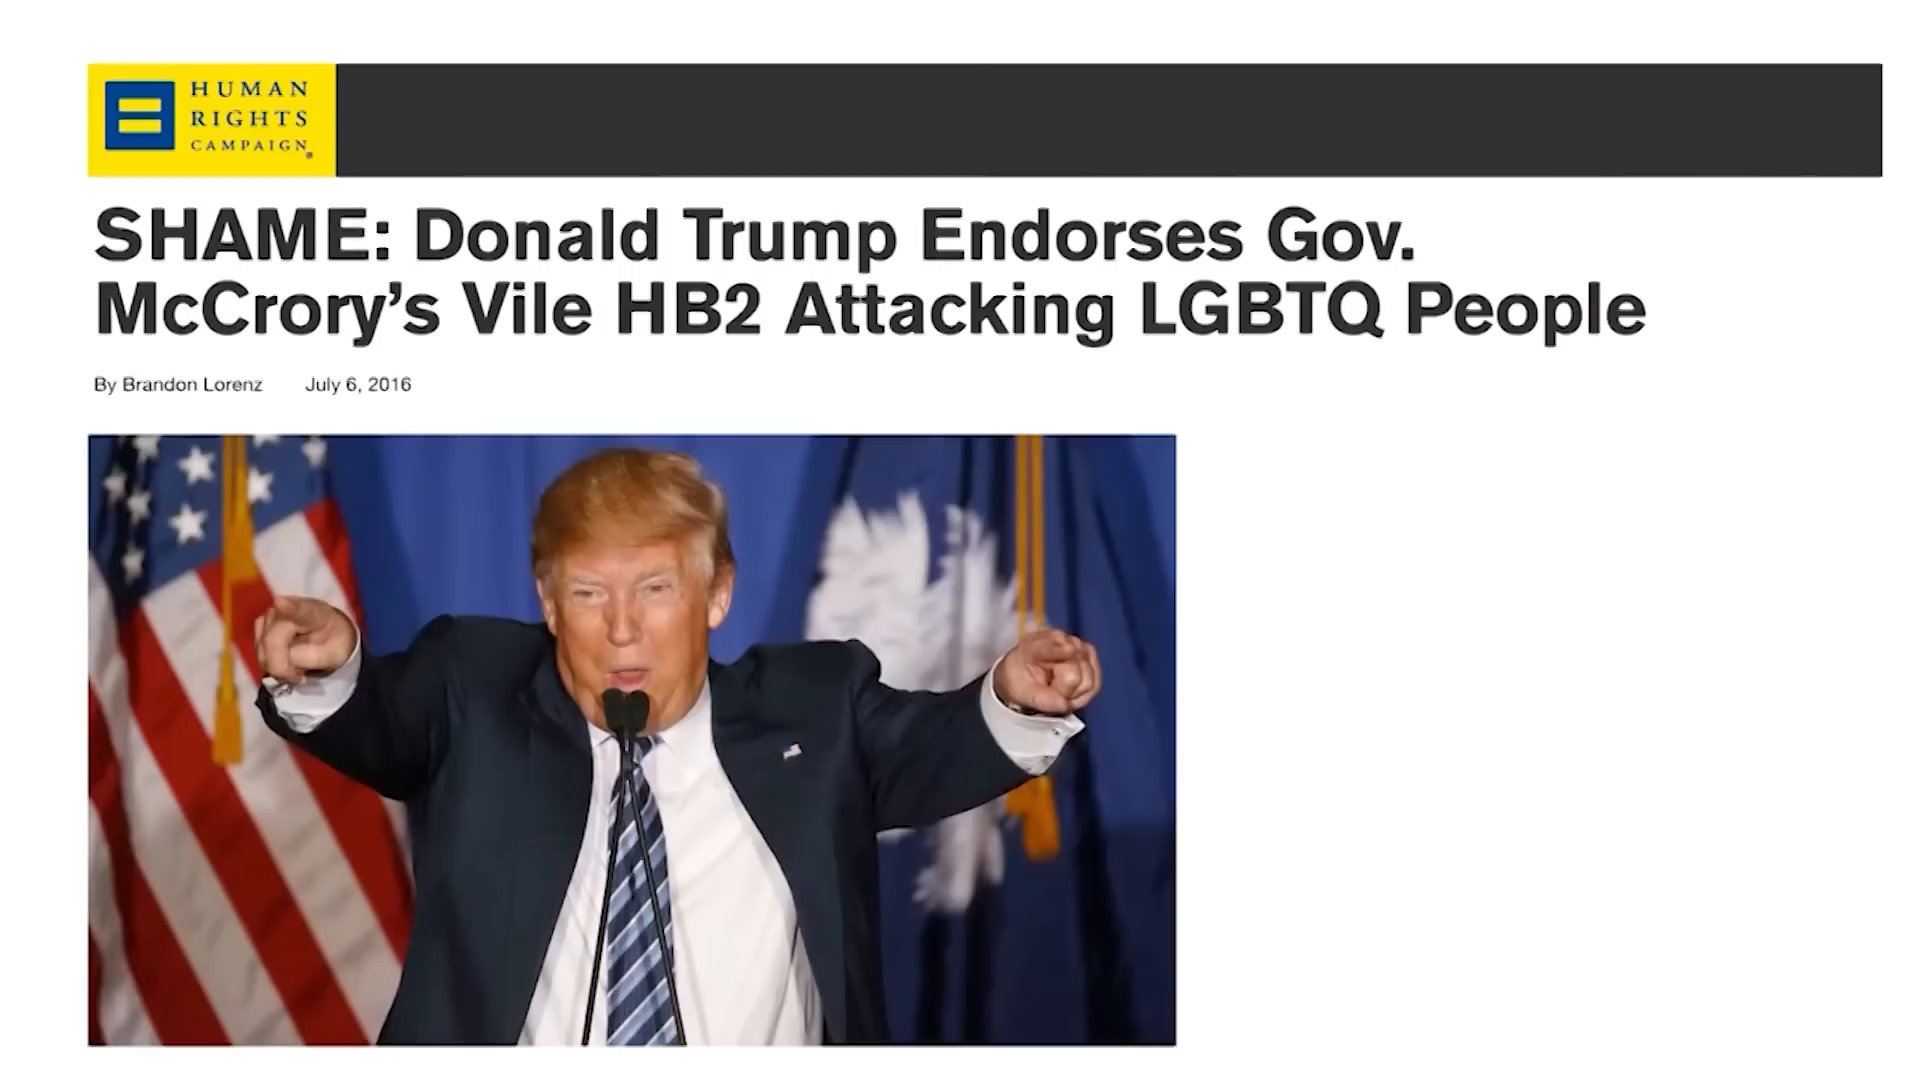 HUMAN
RIGHTS
CAMPAIGN®
SHAME: Donald Trump Endorses Gov.
McCrory’s Vile HB2 Attacking LGBTQ People
By Brandon Lorenz July 6, 2016